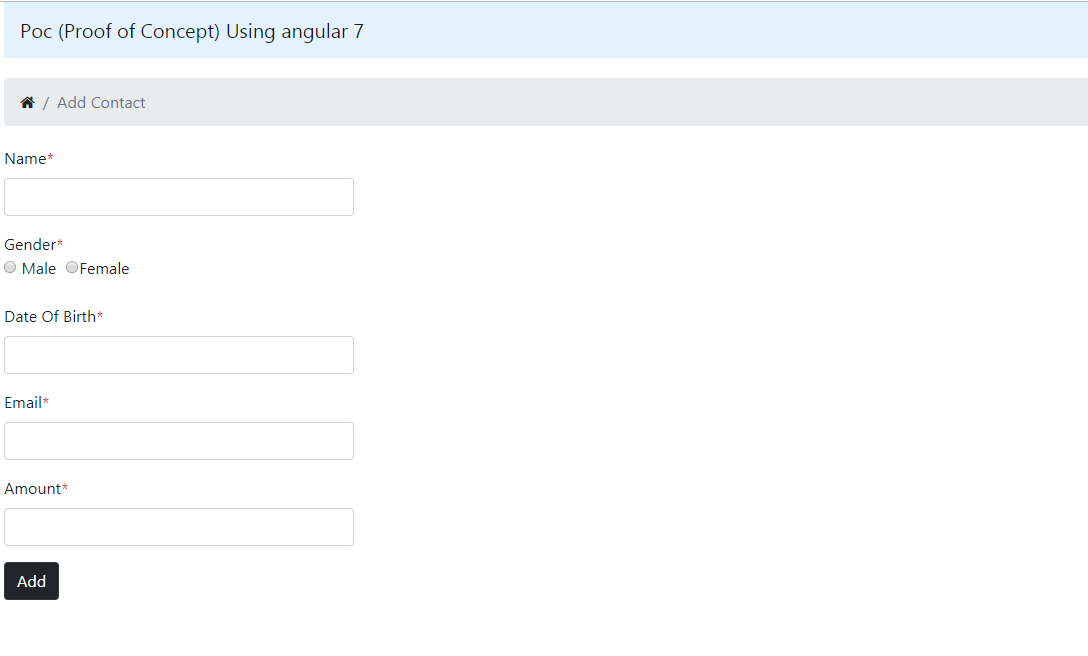 Poc (Proof of Concept) Using angular 7
/ Add Contact
Name*
Gender*
Male Female
Date Of Birth*
Email*
Amount*
Add